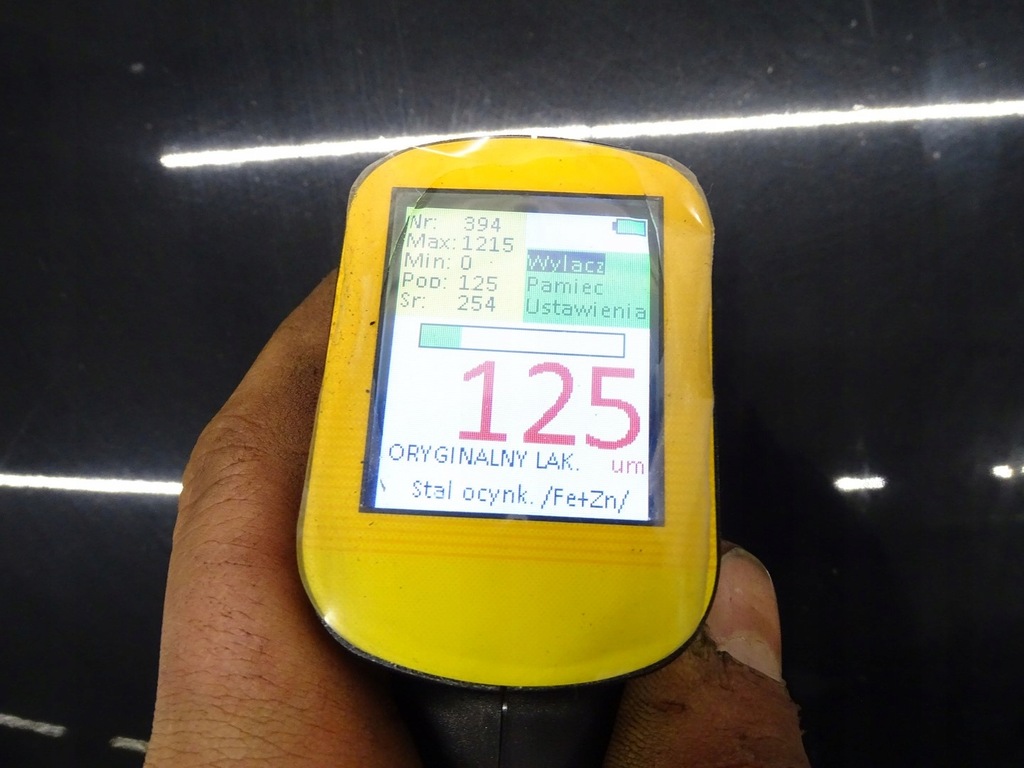 Nr: 394
Max: 1215
Min: 0
Pop: 125
Sr: 254
Wylacz
Pamiec
Ustawienia
125
ORYGINALNY LAK. um
Stal ocynk. /Fe+Zn/